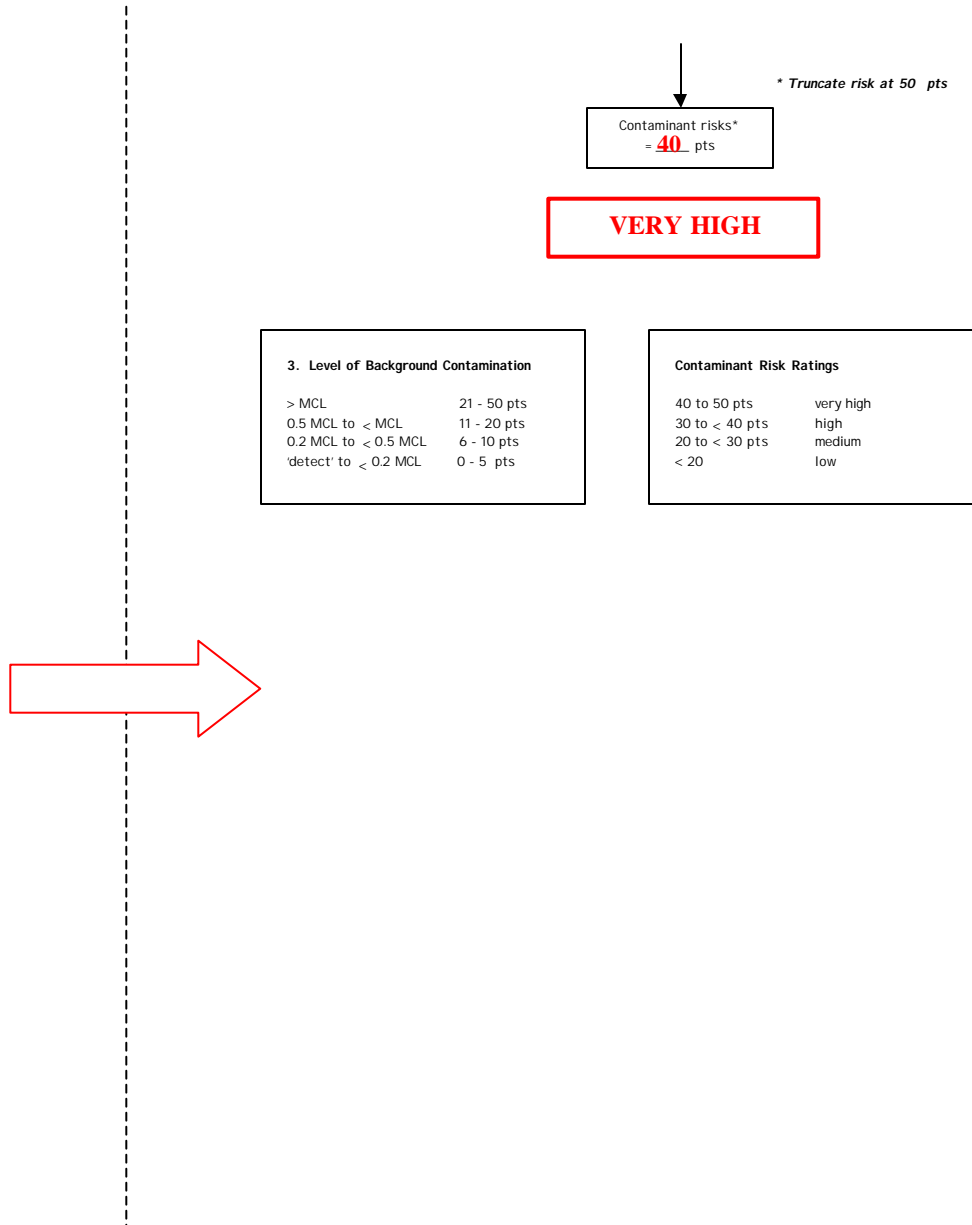 * Truncate risk at 50 pts
Contaminant risks*
= 40 pts
VERY HIGH
3. Level of Background Contamination
> MCL 21 - 50 pts
0.5 MCL to < MCL 11 - 20 pts
0.2 MCL to < 0.5 MCL 6 - 10 pts
'detect' to < 0.2 MCL 0 - 5 pts
Contaminant Risk Ratings
40 to 50 pts very high
30 to < 40 pts high
20 to < 30 pts medium
< 20 low